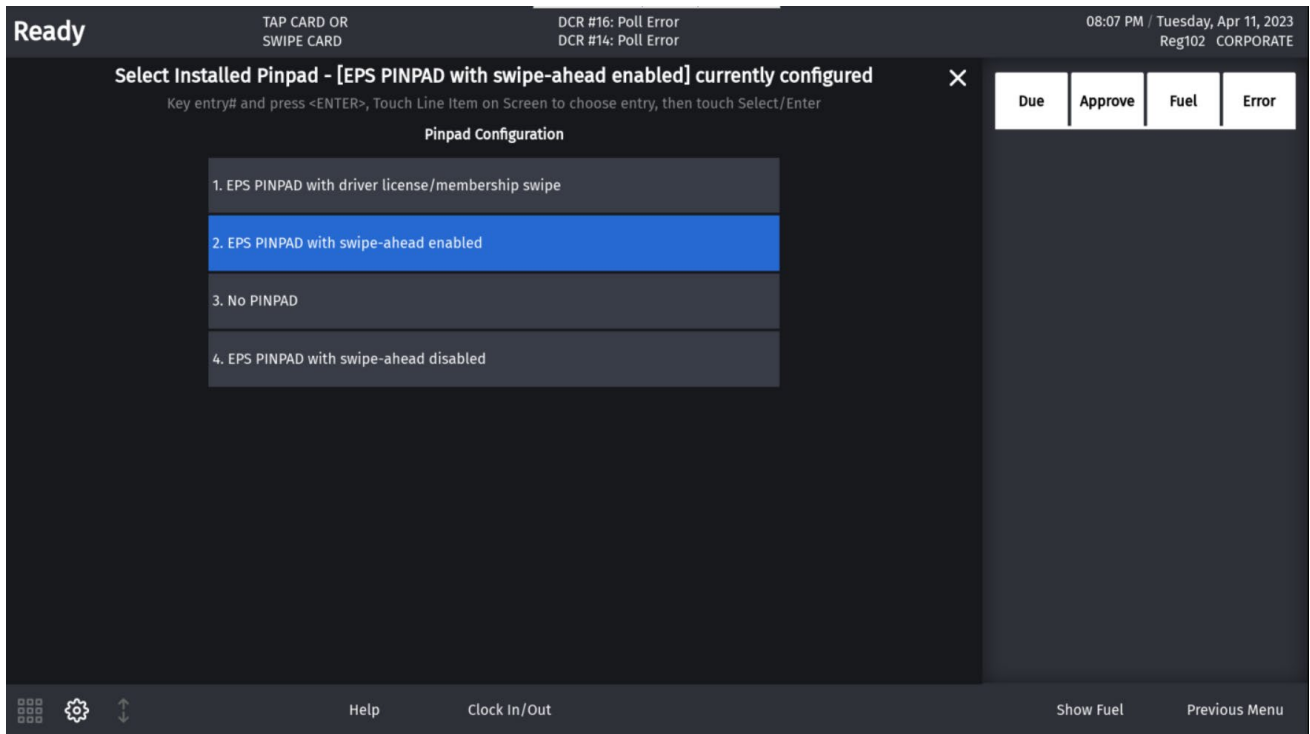 Ready
TAP CARD OR
SWIPE CARD
DCR #16: Poll Error
DCR #14: Poll Error
08:07 PM / Tuesday, Apr 11, 2023
Reg102 CORPORATE
Select Installed Pinpad - [EPS PINPAD with swipe-ahead enabled] currently configured
Key entry# and press <ENTER>, Touch Line Item on Screen to choose entry, then touch Select/Enter
Pinpad Configuration
1. EPS PINPAD with driver license/membership swipe
2. EPS PINPAD with swipe-ahead enabled
3. No PINPAD
4. EPS PINPAD with swipe-ahead disabled
Due Approve Fuel Error
Help Clock In/Out Show Fuel Previous Menu